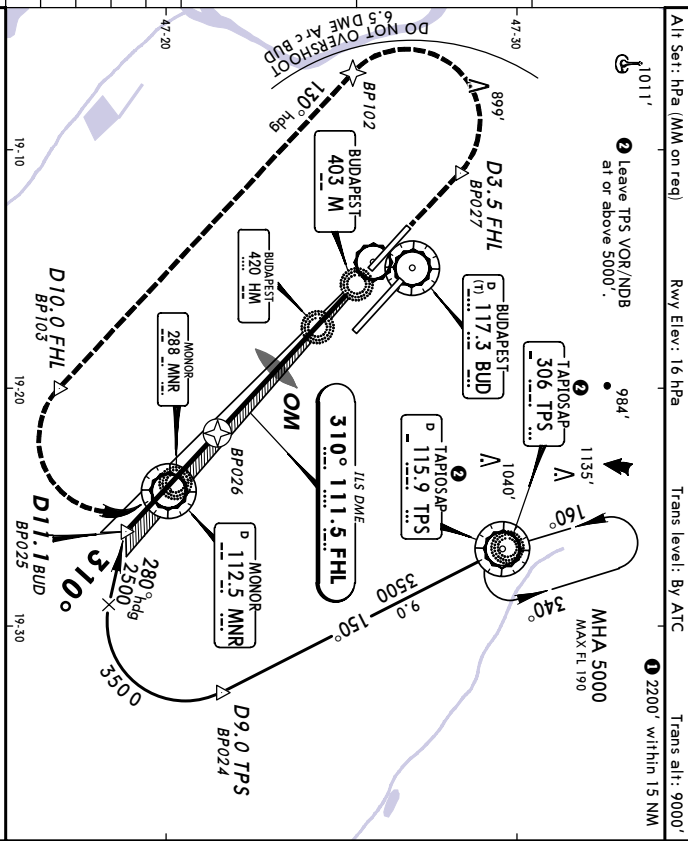 Alt Set: hPa (MM on req)
Rwy Elev: 16 hPa
Trans level: By ATC
Trans alt: 9000'
❶ 2200' within 15 NM
1011'
❷ Leave TPS VOR/NDB
at or above 5000'.
984'
1135'
1040'
899'
47-30
47-20
19-10
19-20
19-30
DO NOT OVERSHOOT
6.5 DME Arc BUD
BP102
130° hdg
D3.5 FHL
BP027
BUDAPEST
403 M
BUDAPEST
420 HM
BUDAPEST
D
(T)
117.3 BUD
❷
TAPIOSAP
306 TPS
❷
TAPIOSAP
D
115.9 TPS
160°
340°
MHA 5000
MAX FL 190
ILS DME
310° 111.5 FHL
OM
BP026
MONOR
288 MNR
MONOR
D
112.5 MNR
D10.0 FHL
BP103
D11.1 BUD
BP025
310°
280° hdg
2500
3500
9.0
150°
3500
D9.0 TPS
BP024